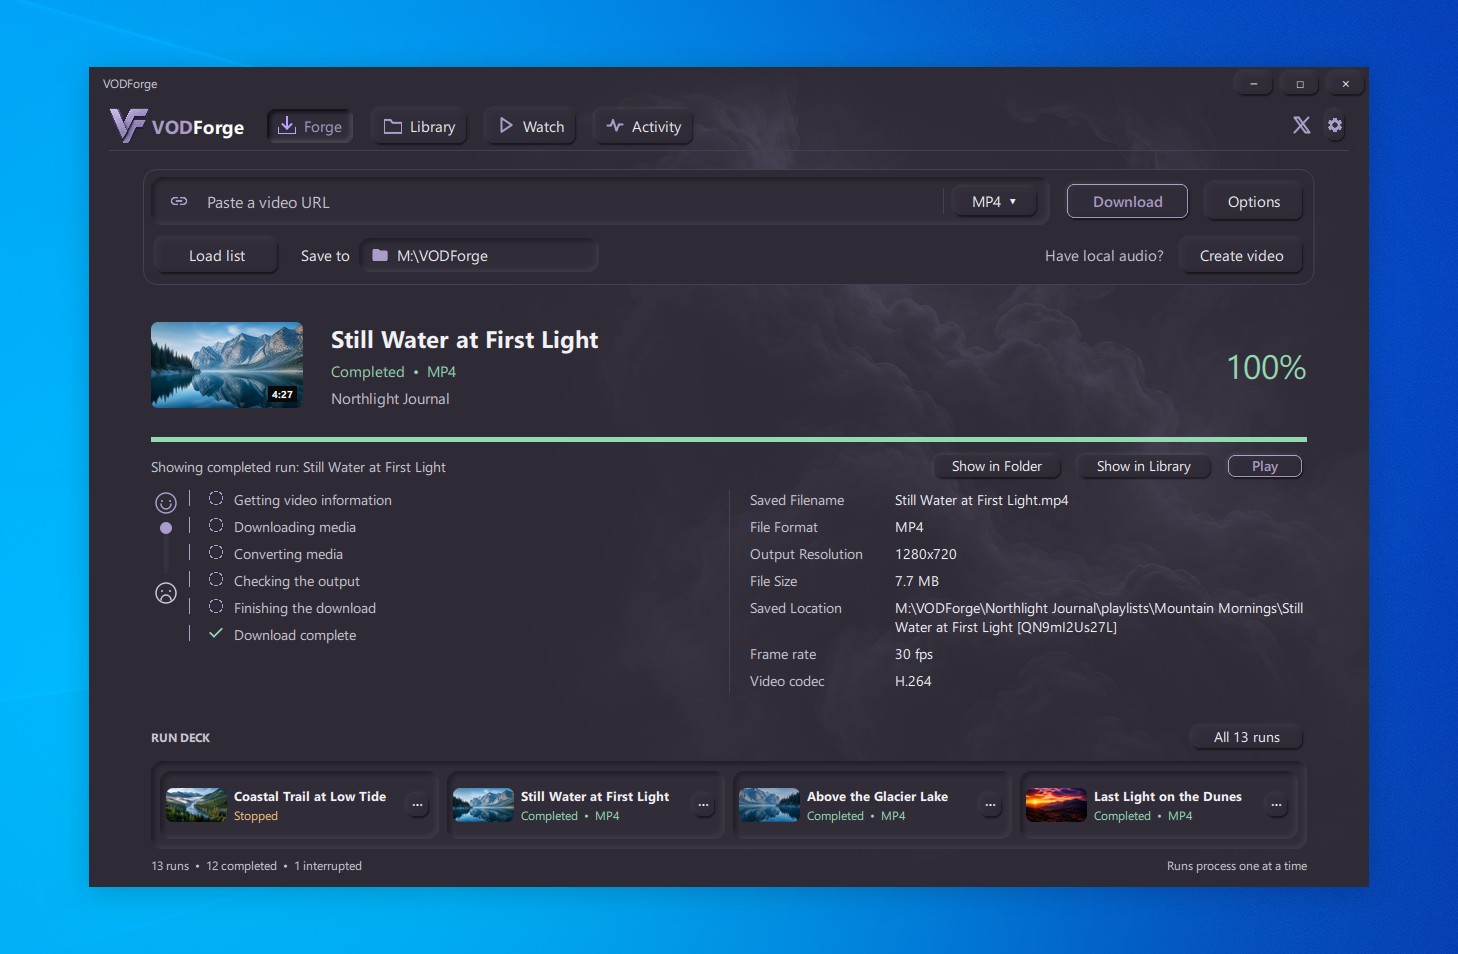 VODForge
VODForge Forge Library Watch Activity
Paste a video URL MP4 Download Options
Load list Save to M:\VODForge Have local audio? Create video
Still Water at First Light
Completed • MP4
Northlight Journal
4:27
100%
Showing completed run: Still Water at First Light Show in Folder Show in Library Play
Getting video information
Downloading media
Converting media
Checking the output
Finishing the download
Download complete
Saved Filename Still Water at First Light.mp4
File Format MP4
Output Resolution 1280x720
File Size 7.7 MB
Saved Location M:\VODForge\Northlight Journal\playlists\Mountain Mornings\Still
Water at First Light [QN9ml2Us27L]
Frame rate 30 fps
Video codec H.264
RUN DECK All 13 runs
Coastal Trail at Low Tide
Stopped
Still Water at First Light
Completed • MP4
Above the Glacier Lake
Completed • MP4
Last Light on the Dunes
Completed • MP4
13 runs • 12 completed • 1 interrupted Runs process one at a time